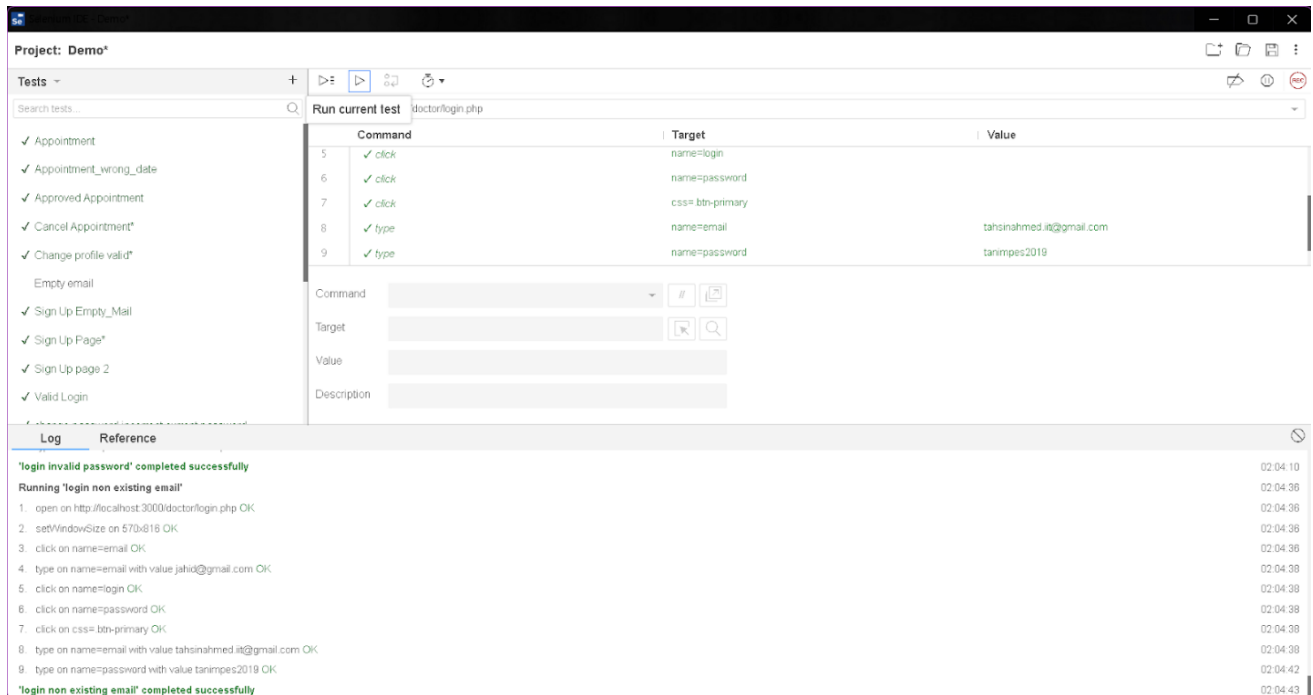 Project: Demo*
Tests
Search tests...
Run current test
doctor/login.php
REC
Command Target Value
✓ Appointment
✓ Appointment_wrong_date
✓ Approved Appointment
✓ Cancel Appointment*
✓ Change profile valid*
Empty email
✓ Sign Up Empty_Mail
✓ Sign Up Page*
✓ Sign Up page 2
✓ Valid Login
5 ✓ click name=login
6 ✓ click name=password
7 ✓ click css=.btn-primary
8 ✓ type name=email tahsinahmed.iit@gmail.com
9 ✓ type name=password tanimpes2019
Command //
Target
Value
Description
Log Reference
'login invalid password' completed successfully 02:04:10
Running 'login non existing email' 02:04:36
1. open on http://localhost:3000/doctor/login.php OK 02:04:36
2. setWindowSize on 570x816 OK 02:04:36
3. click on name=email OK 02:04:36
4. type on name=email with value jahid@gmail.com OK 02:04:38
5. click on name=login OK 02:04:38
6. click on name=password OK 02:04:38
7. click on css=.btn-primary OK 02:04:38
8. type on name=email with value tahsinahmed.iit@gmail.com OK 02:04:39
9. type on name=password with value tanimpes2019 OK 02:04:42
'login non existing email' completed successfully 02:04:43